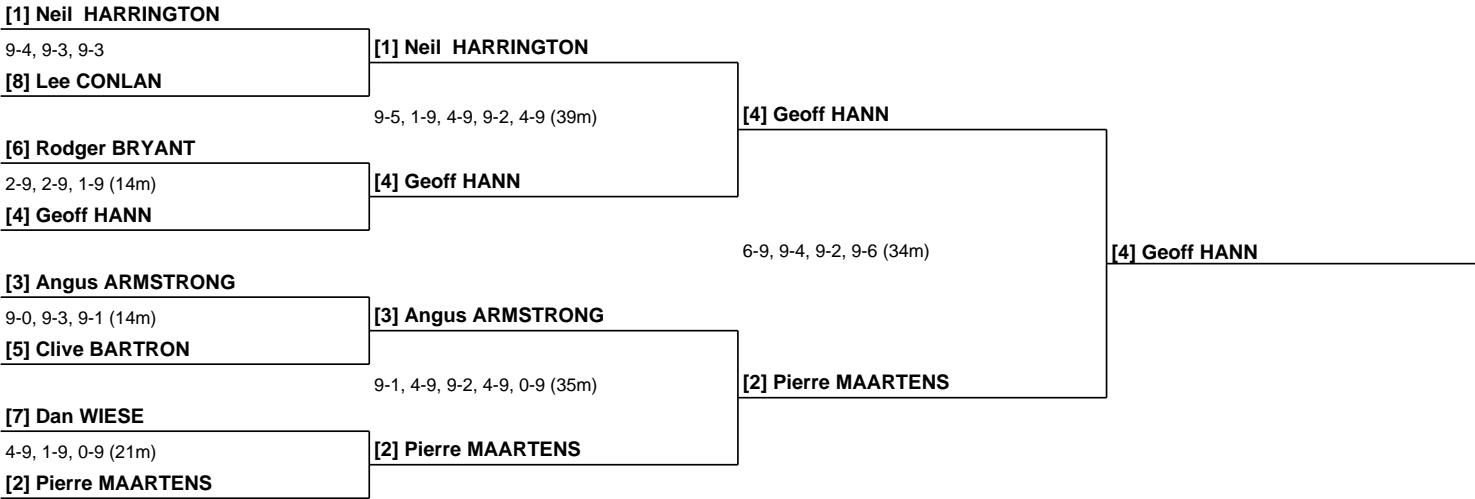 [1] Neil  HARRINGTON
9-4, 9-3, 9-3
[1] Neil  HARRINGTON
[8] Lee CONLAN
9-5, 1-9, 4-9, 9-2, 4-9 (39m)
[4] Geoff HANN
[6] Rodger BRYANT
2-9, 2-9, 1-9 (14m)
[4] Geoff HANN
[4] Geoff HANN
6-9, 9-4, 9-2, 9-6 (34m)
[4] Geoff HANN
[3] Angus ARMSTRONG
9-0, 9-3, 9-1 (14m)
[3] Angus ARMSTRONG
[5] Clive BARTRON
9-1, 4-9, 9-2, 4-9, 0-9 (35m)
[2] Pierre MAARTENS
[7] Dan WIESE
4-9, 1-9, 0-9 (21m)
[2] Pierre MAARTENS
[2] Pierre MAARTENS